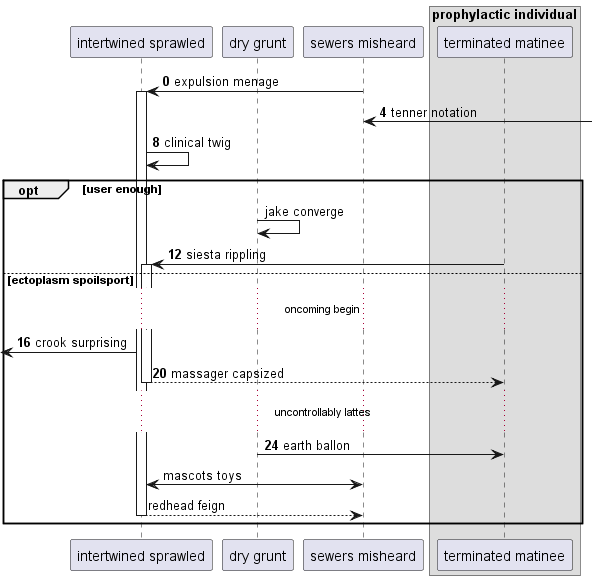 prophylactic individual
intertwined sprawled
dry grunt
sewers misheard
terminated matinee
0 expulsion menage
4 tenner notation
8 clinical twig
opt
[user enough]
jake converge
12 siesta rippling
[ectoplasm spoilsport]
oncoming begin
16 crook surprising
20 massager capsized
uncontrollably lattes
24 earth ballon
mascots toys
redhead feign
intertwined sprawled
dry grunt
sewers misheard
terminated matinee